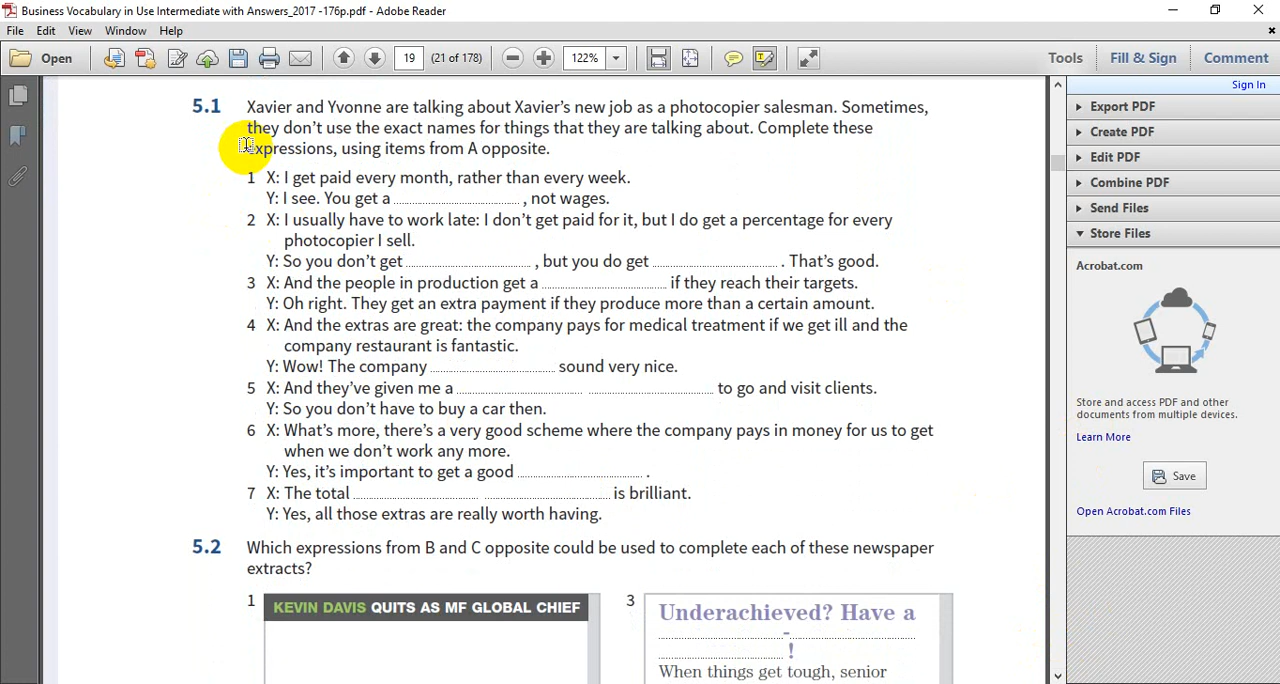 Business Vocabulary in Use Intermediate with Answers_2017 -176p.pdf - Adobe Reader
File Edit View Window Help
Open 19 (21 of 178) 122% Tools Fill & Sign Comment
Sign In
Export PDF
Create PDF
Edit PDF
Combine PDF
Send Files
Store Files
Acrobat.com
Store and access PDF and other
documents from multiple devices.
Learn More
Save
Open Acrobat.com Files
5.1 Xavier and Yvonne are talking about Xavier's new job as a photocopier salesman. Sometimes,
they don't use the exact names for things that they are talking about. Complete these
expressions, using items from A opposite.
1 X: I get paid every month, rather than every week.
Y: I see. You get a ............................... , not wages.
2 X: I usually have to work late: I don't get paid for it, but I do get a percentage for every
photocopier I sell.
Y: So you don't get ............................... , but you do get ............................... . That's good.
3 X: And the people in production get a ............................... if they reach their targets.
Y: Oh right. They get an extra payment if they produce more than a certain amount.
4 X: And the extras are great: the company pays for medical treatment if we get ill and the
company restaurant is fantastic.
Y: Wow! The company ............................... sound very nice.
5 X: And they've given me a ............................... ............................... to go and visit clients.
Y: So you don't have to buy a car then.
6 X: What's more, there's a very good scheme where the company pays in money for us to get
when we don't work any more.
Y: Yes, it's important to get a good ............................... .
7 X: The total ............................... ............................... is brilliant.
Y: Yes, all those extras are really worth having.
5.2 Which expressions from B and C opposite could be used to complete each of these newspaper
extracts?
1 KEVIN DAVIS QUITS AS MF GLOBAL CHIEF
3 Underachieved? Have a
...............................-...............................
............................... !
When things get tough, senior